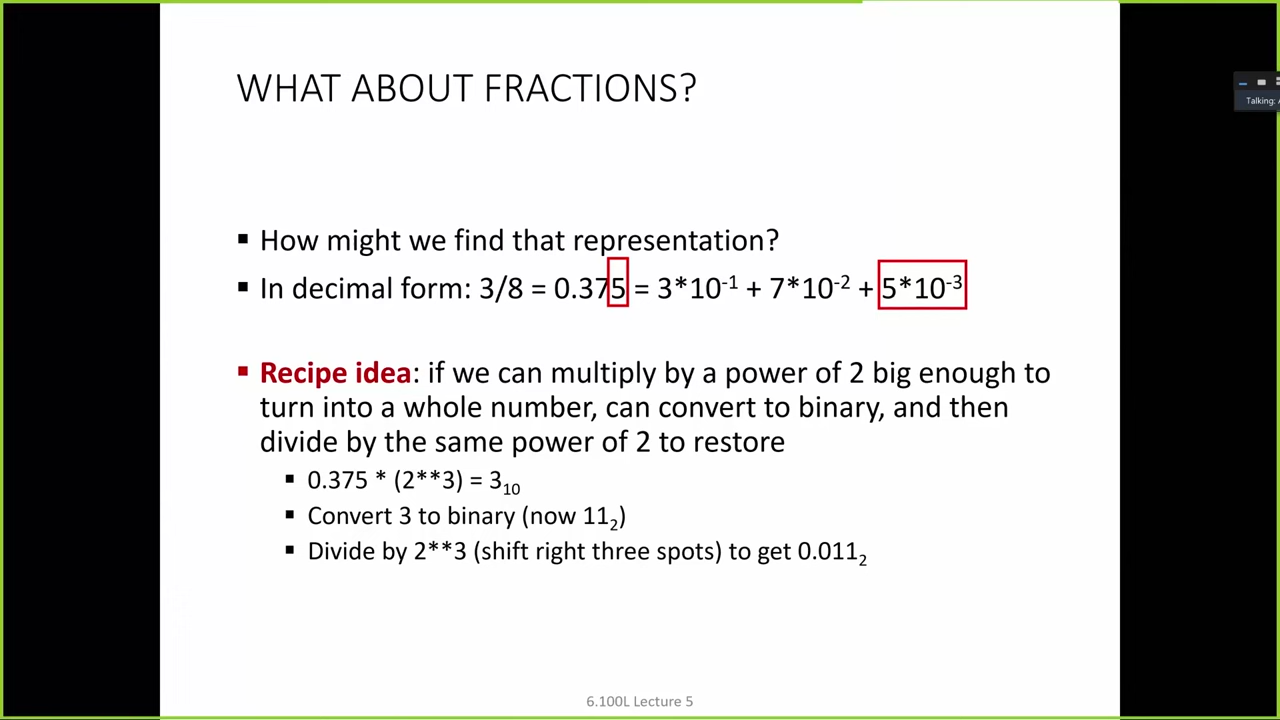 WHAT ABOUT FRACTIONS?
Talking: A
▪ How might we find that representation?
▪ In decimal form: 3/8 = 0.375 = 3*10⁻¹ + 7*10⁻² + 5*10⁻³
▪ Recipe idea: if we can multiply by a power of 2 big enough to
turn into a whole number, can convert to binary, and then
divide by the same power of 2 to restore
▪ 0.375 * (2**3) = 3₁₀
▪ Convert 3 to binary (now 11₂)
▪ Divide by 2**3 (shift right three spots) to get 0.011₂
6.100L Lecture 5